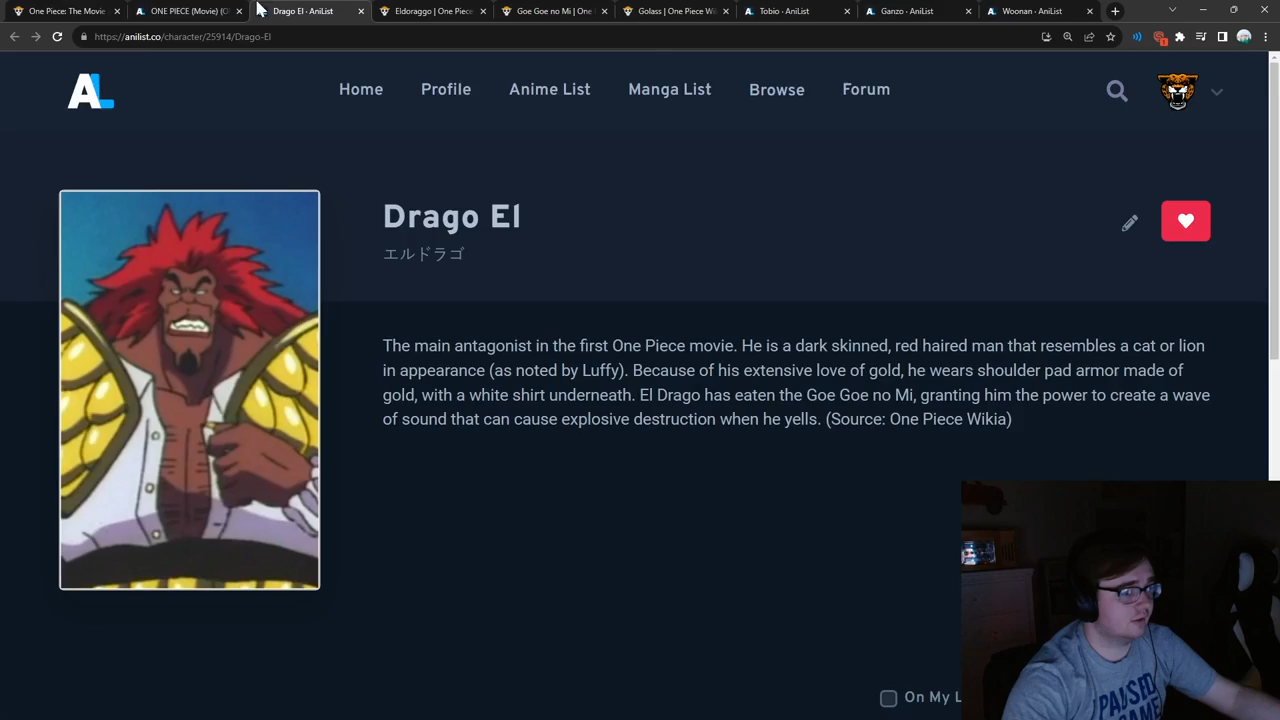 One Piece: The Movie
ONE PIECE (Movie) (O
Drago El · AniList
Eldoraggo | One Piece
Goe Goe no Mi | One
Golass | One Piece Wi
Tobio · AniList
Ganzo · AniList
Woonan · AniList
https://anilist.co/character/25914/Drago-El
AL
Home
Profile
Anime List
Manga List
Browse
Forum
Drago El
エルドラゴ
The main antagonist in the first One Piece movie. He is a dark skinned, red haired man that resembles a cat or lion
in appearance (as noted by Luffy). Because of his extensive love of gold, he wears shoulder pad armor made of
gold, with a white shirt underneath. El Drago has eaten the Goe Goe no Mi, granting him the power to create a wave
of sound that can cause explosive destruction when he yells. (Source: One Piece Wikia)
On My L
PAUSED
GAME